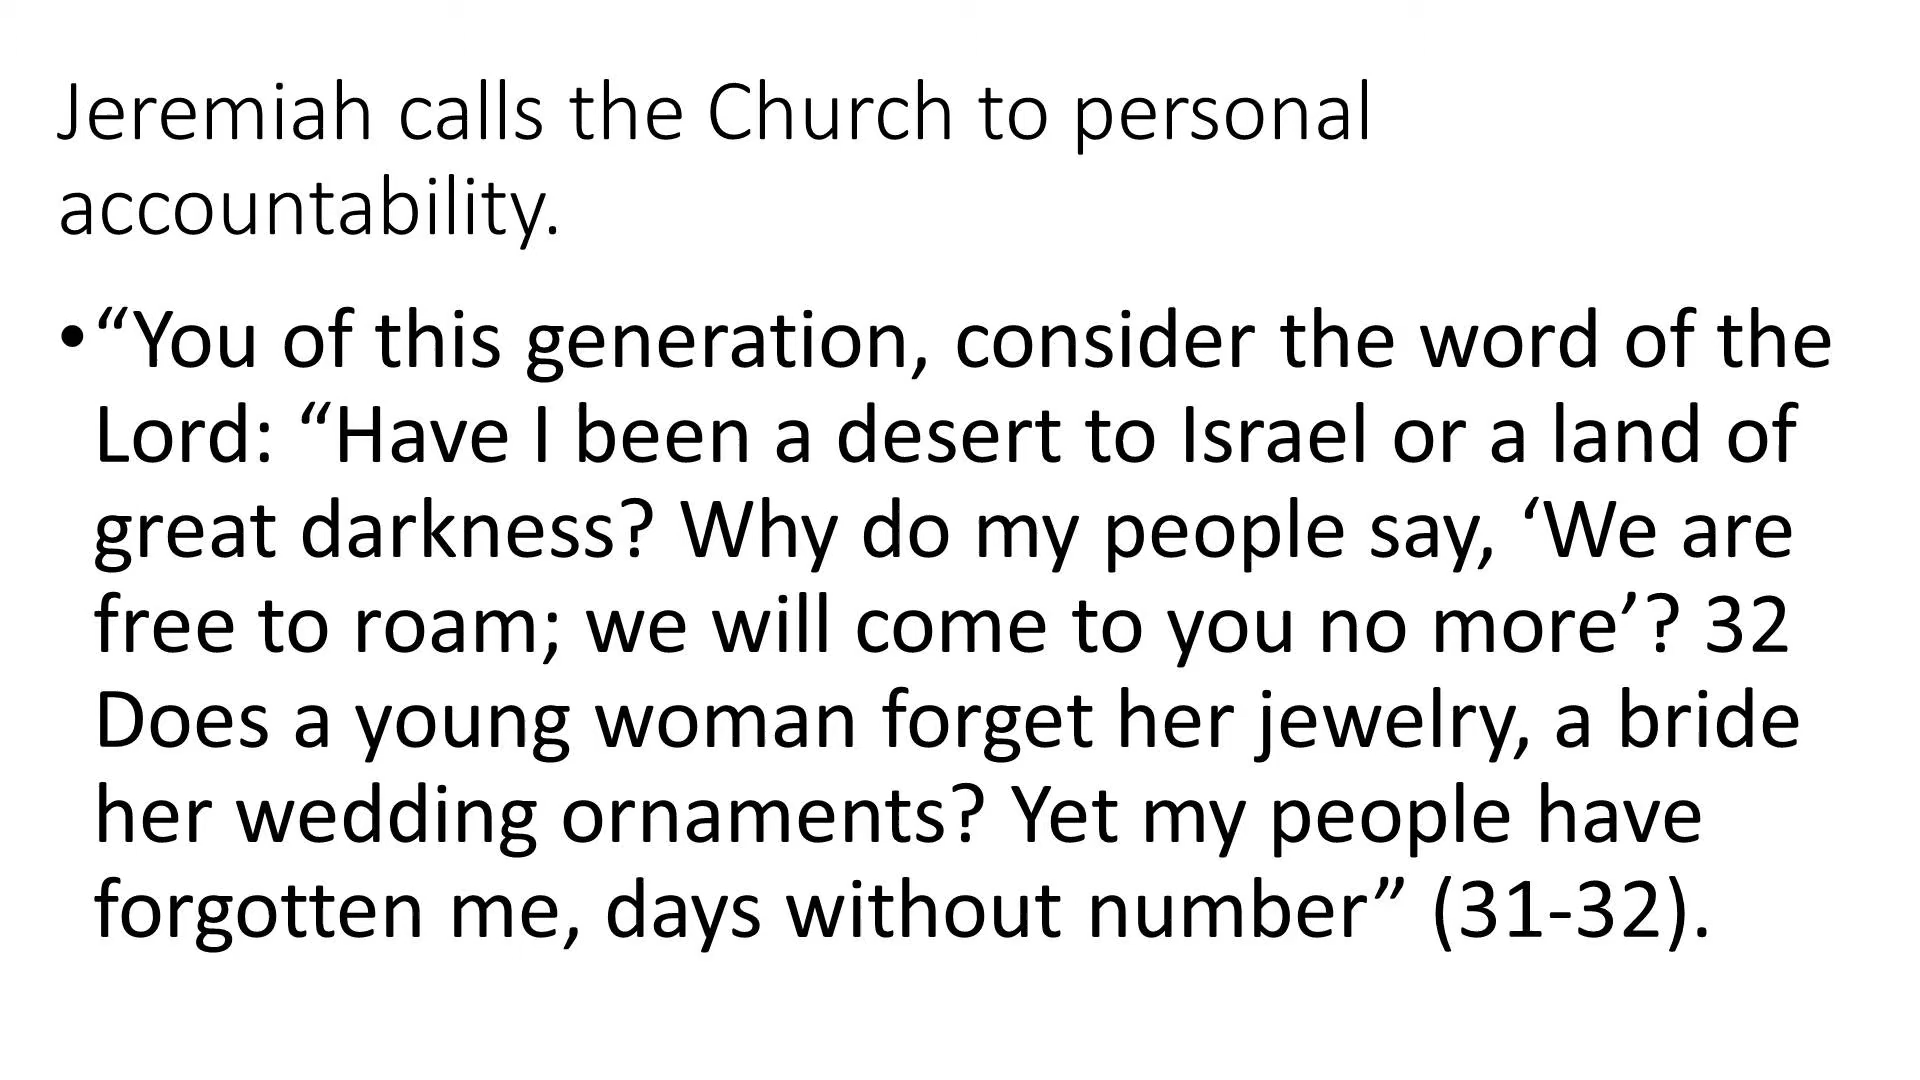 Jeremiah calls the Church to personal
accountability.
•“You of this generation, consider the word of the
Lord: “Have I been a desert to Israel or a land of
great darkness? Why do my people say, ‘We are
free to roam; we will come to you no more’? 32
Does a young woman forget her jewelry, a bride
her wedding ornaments? Yet my people have
forgotten me, days without number” (31-32).